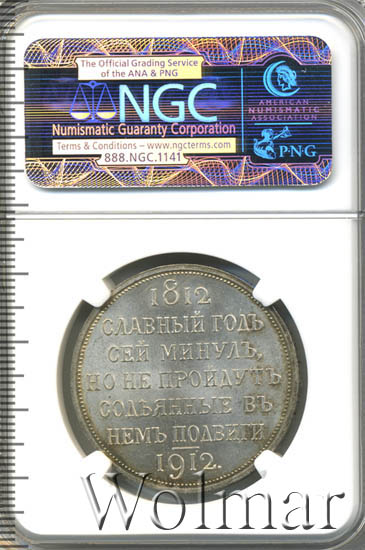 The Official Grading Service
of the ANA & PNG
NGC
Numismatic Guaranty Corporation
Terms & Conditions – www.ngcterms.com
888.NGC.1141
AMERICAN
NUMISMATIC
ASSOCIATION
P·N·G
1812
СЛАВНЫЙ ГОДЪ
СЕЙ МИНУЛЪ,
НО НЕ ПРОЙДУТЪ
СОДѢЯННЫЕ ВЪ
НЕМЪ ПОДВИГИ
1912.
Wolmar